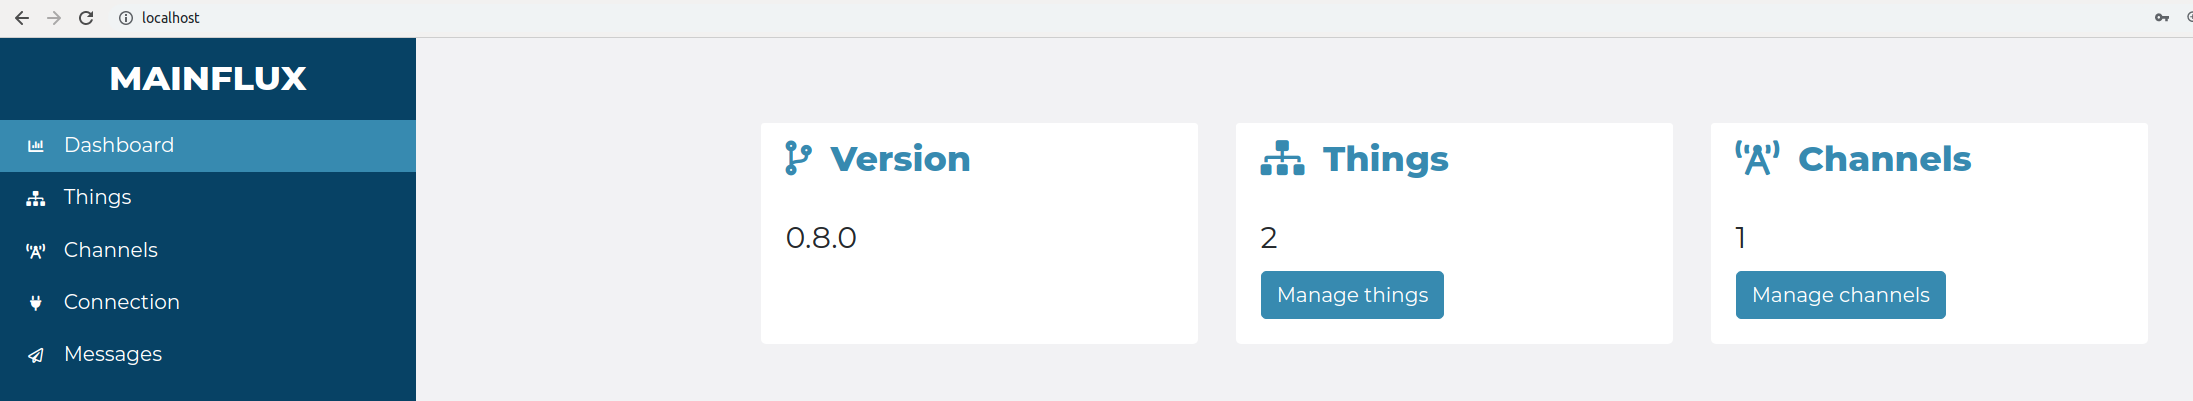 localhost
MAINFLUX
Dashboard
Things
Channels
Connection
Messages
Version
0.8.0
Things
2
Manage things
Channels
1
Manage channels